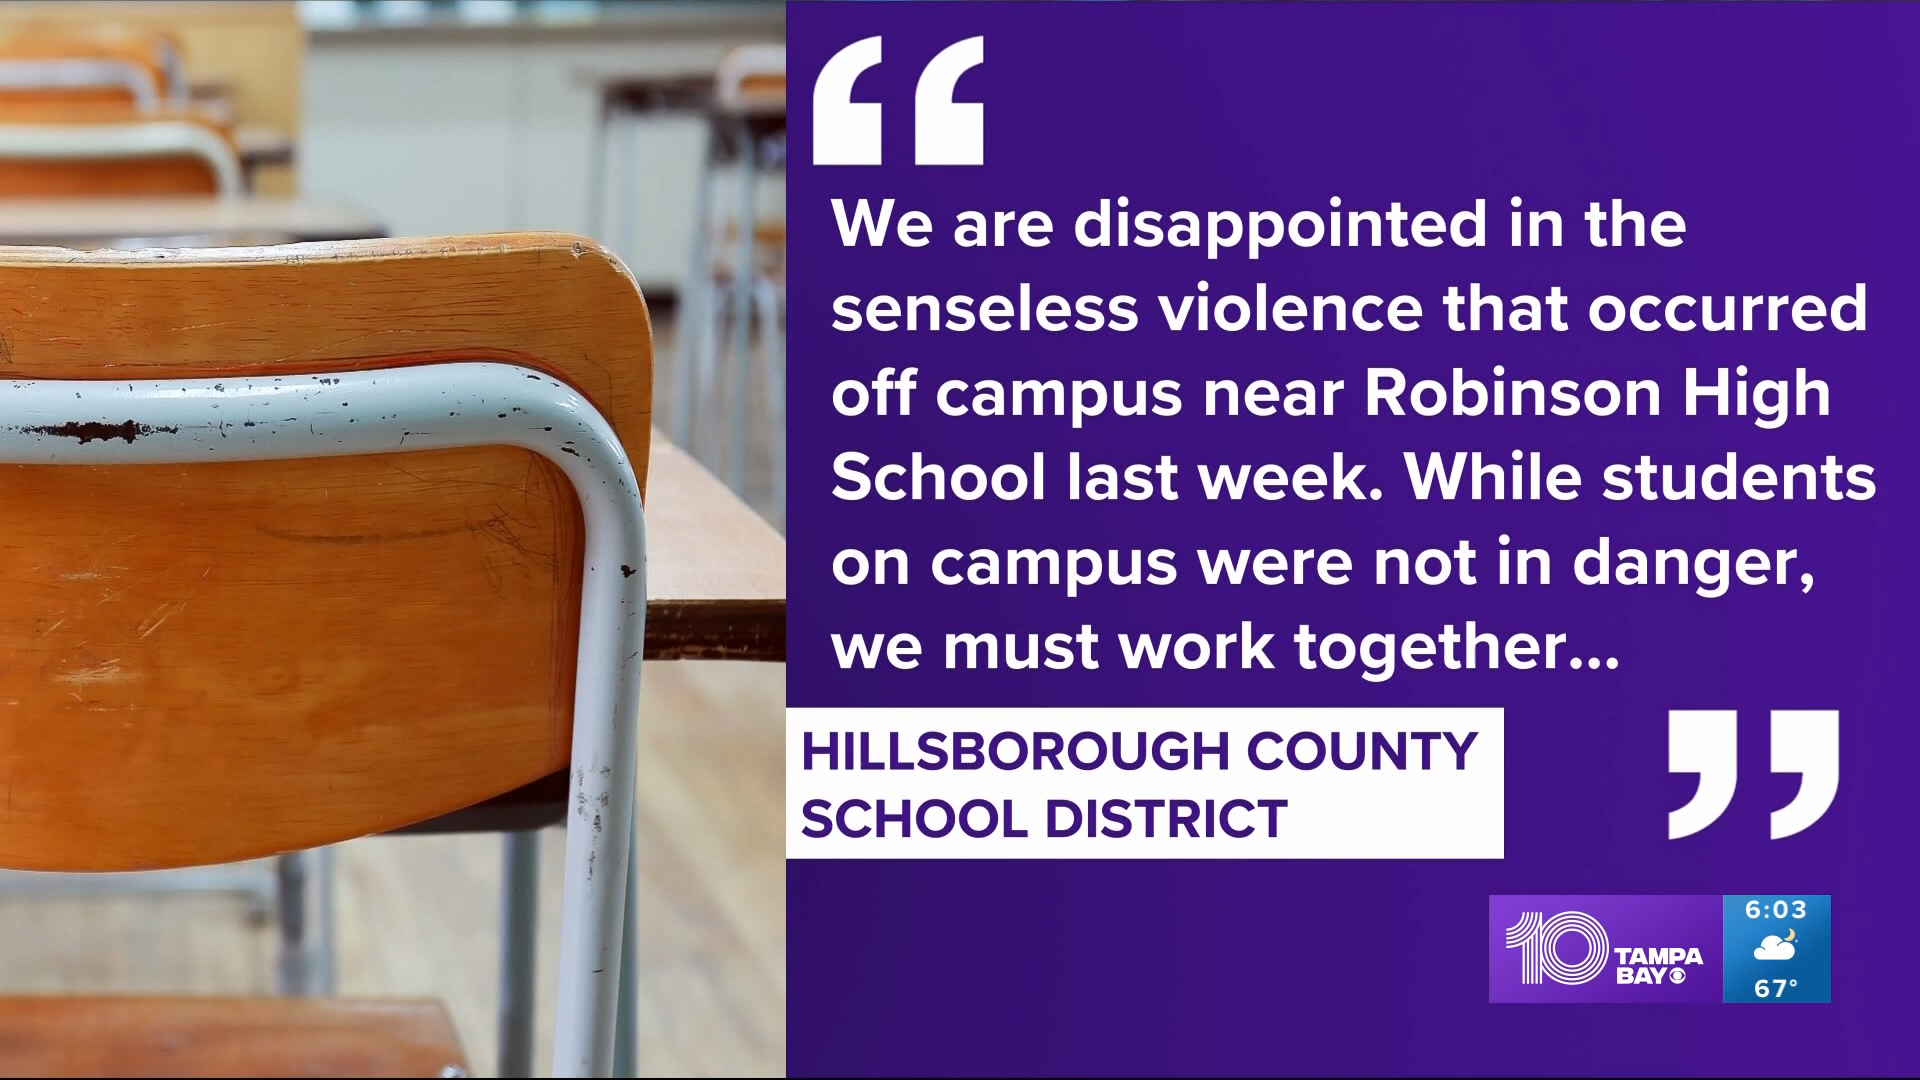 “
We are disappointed in the
senseless violence that occurred
off campus near Robinson High
School last week. While students
on campus were not in danger,
we must work together...
”
HILLSBOROUGH COUNTY
SCHOOL DISTRICT
10 TAMPA
BAY
6:03
67°